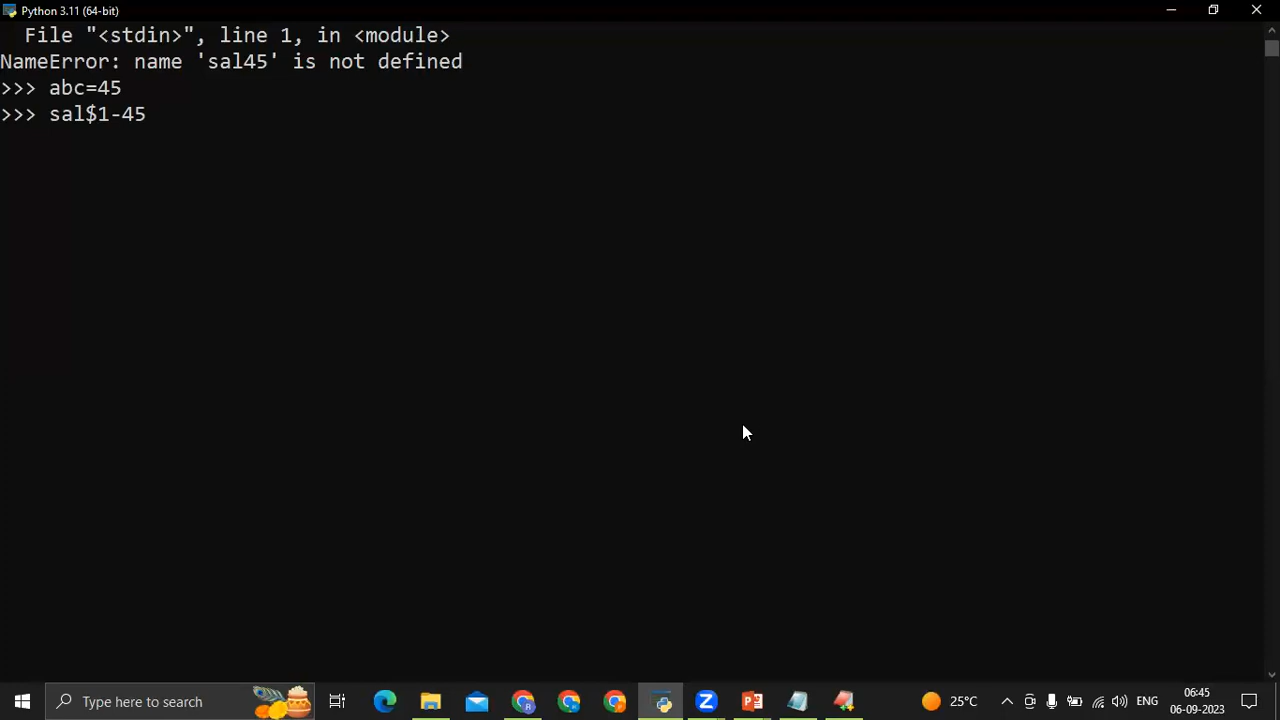 Python 3.11 (64-bit)
  File "<stdin>", line 1, in <module>
NameError: name 'sal45' is not defined
>>> abc=45
>>> sal$1-45
Type here to search
25°C
ENG
06:45
06-09-2023